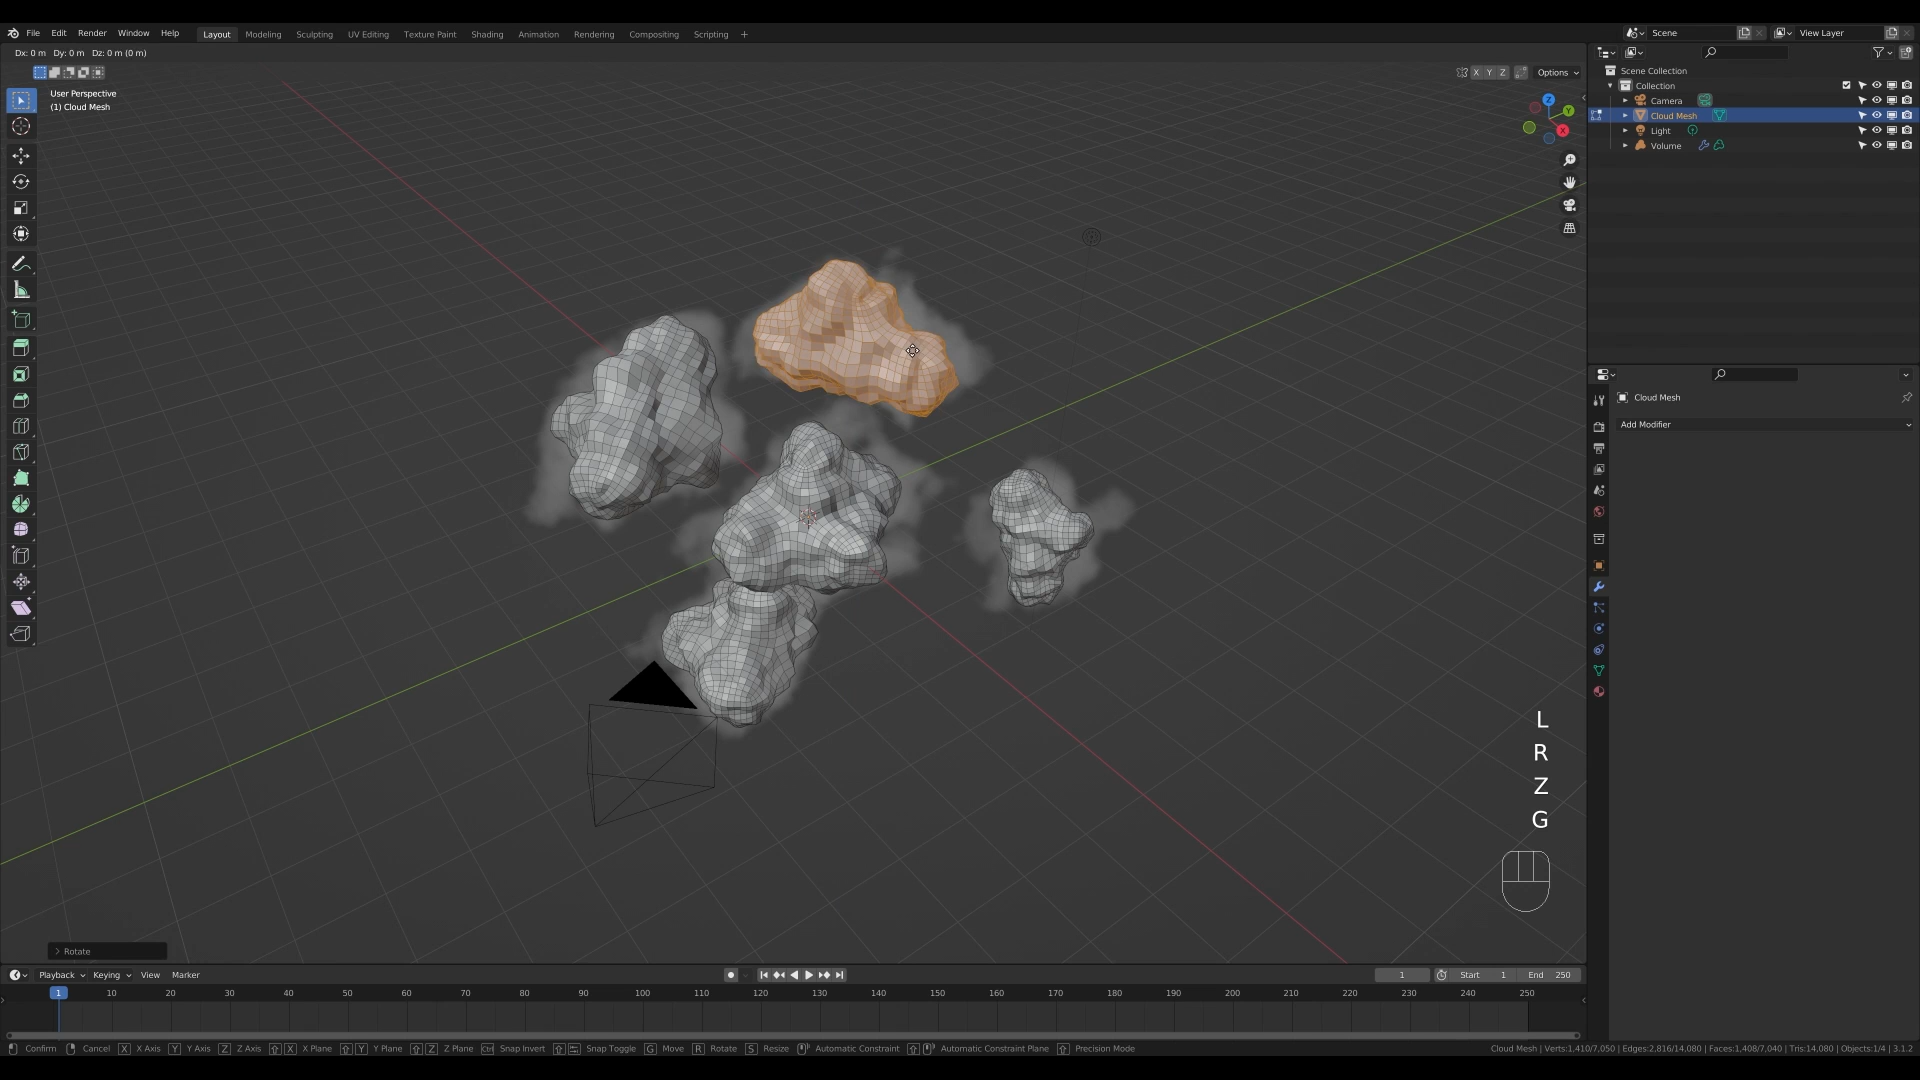 File Edit Render Window Help Layout Modeling Sculpting UV Editing Texture Paint Shading Animation Rendering Compositing Scripting + Scene View Layer
Dx: 0 m Dy: 0 m Dz: 0 m (0 m)
X Y Z Options
User Perspective
(1) Cloud Mesh
Z
Y
X
Scene Collection
Collection
Camera
Cloud Mesh
Light
Volume
Cloud Mesh
Add Modifier
L
R
Z
G
Rotate
Playback Keying View Marker 1 Start 1 End 250
1 10 20 30 40 50 60 70 80 90 100 110 120 130 140 150 160 170 180 190 200 210 220 230 240 250
Confirm Cancel X X Axis Y Y Axis Z Z Axis X X Plane Y Y Plane Z Z Plane Ctrl Snap Invert Snap Toggle G Move R Rotate S Resize Automatic Constraint Automatic Constraint Plane Precision Mode Cloud Mesh | Verts:1,410/7,050 | Edges:2,816/14,080 | Faces:1,408/7,040 | Tris:14,080 | Objects:1/4 | 3.1.2